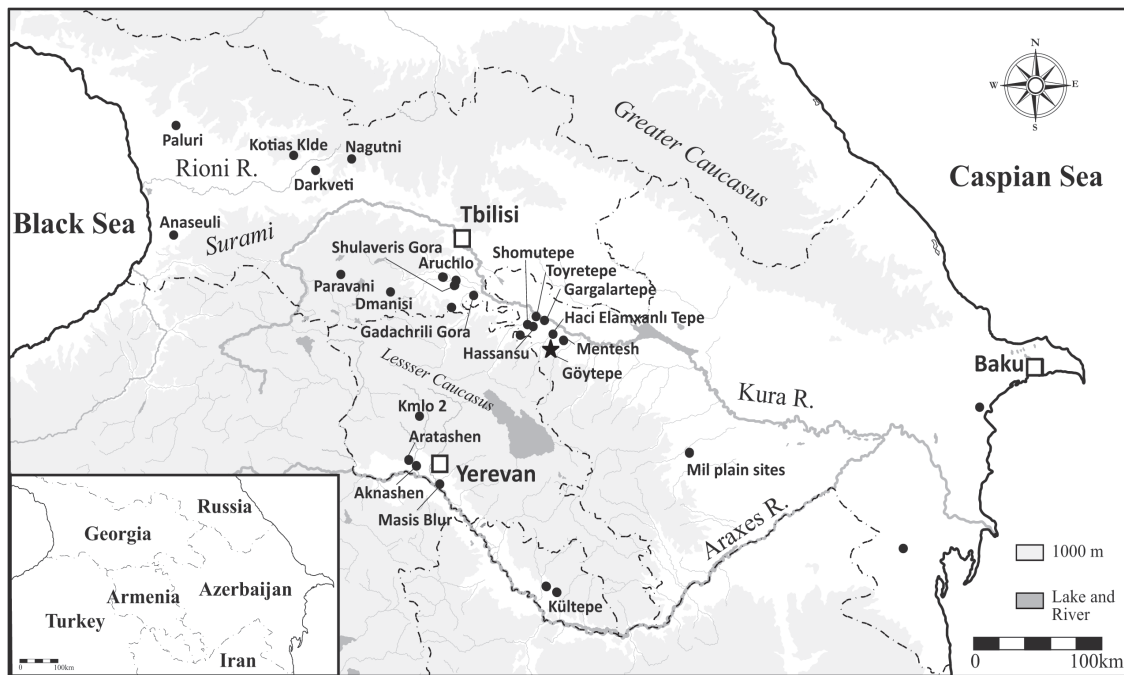 N
W
E
S
Greater Caucasus
Paluri
Kotias Klde
Nagutni
Rioni R.
Darkveti
Caspian Sea
Black Sea
Anaseuli
Surami
Tbilisi
Shulaveris Gora
Shomutepe
Aruchlo
Toyretepe
Paravani
Gargalartepe
Dmanisi
Haci Elamxanlı Tepe
Gadachrili Gora
Hassansu
Mentesh
Göytepe
Lessser Caucasus
Baku
Kura R.
Kmlo 2
Aratashen
Yerevan
Mil plain sites
Aknashen
Masis Blur
Araxes R.
Kültepe
Russia
Georgia
Armenia
Azerbaijan
Turkey
Iran
0
100km
1000 m
Lake and
River
0
100km